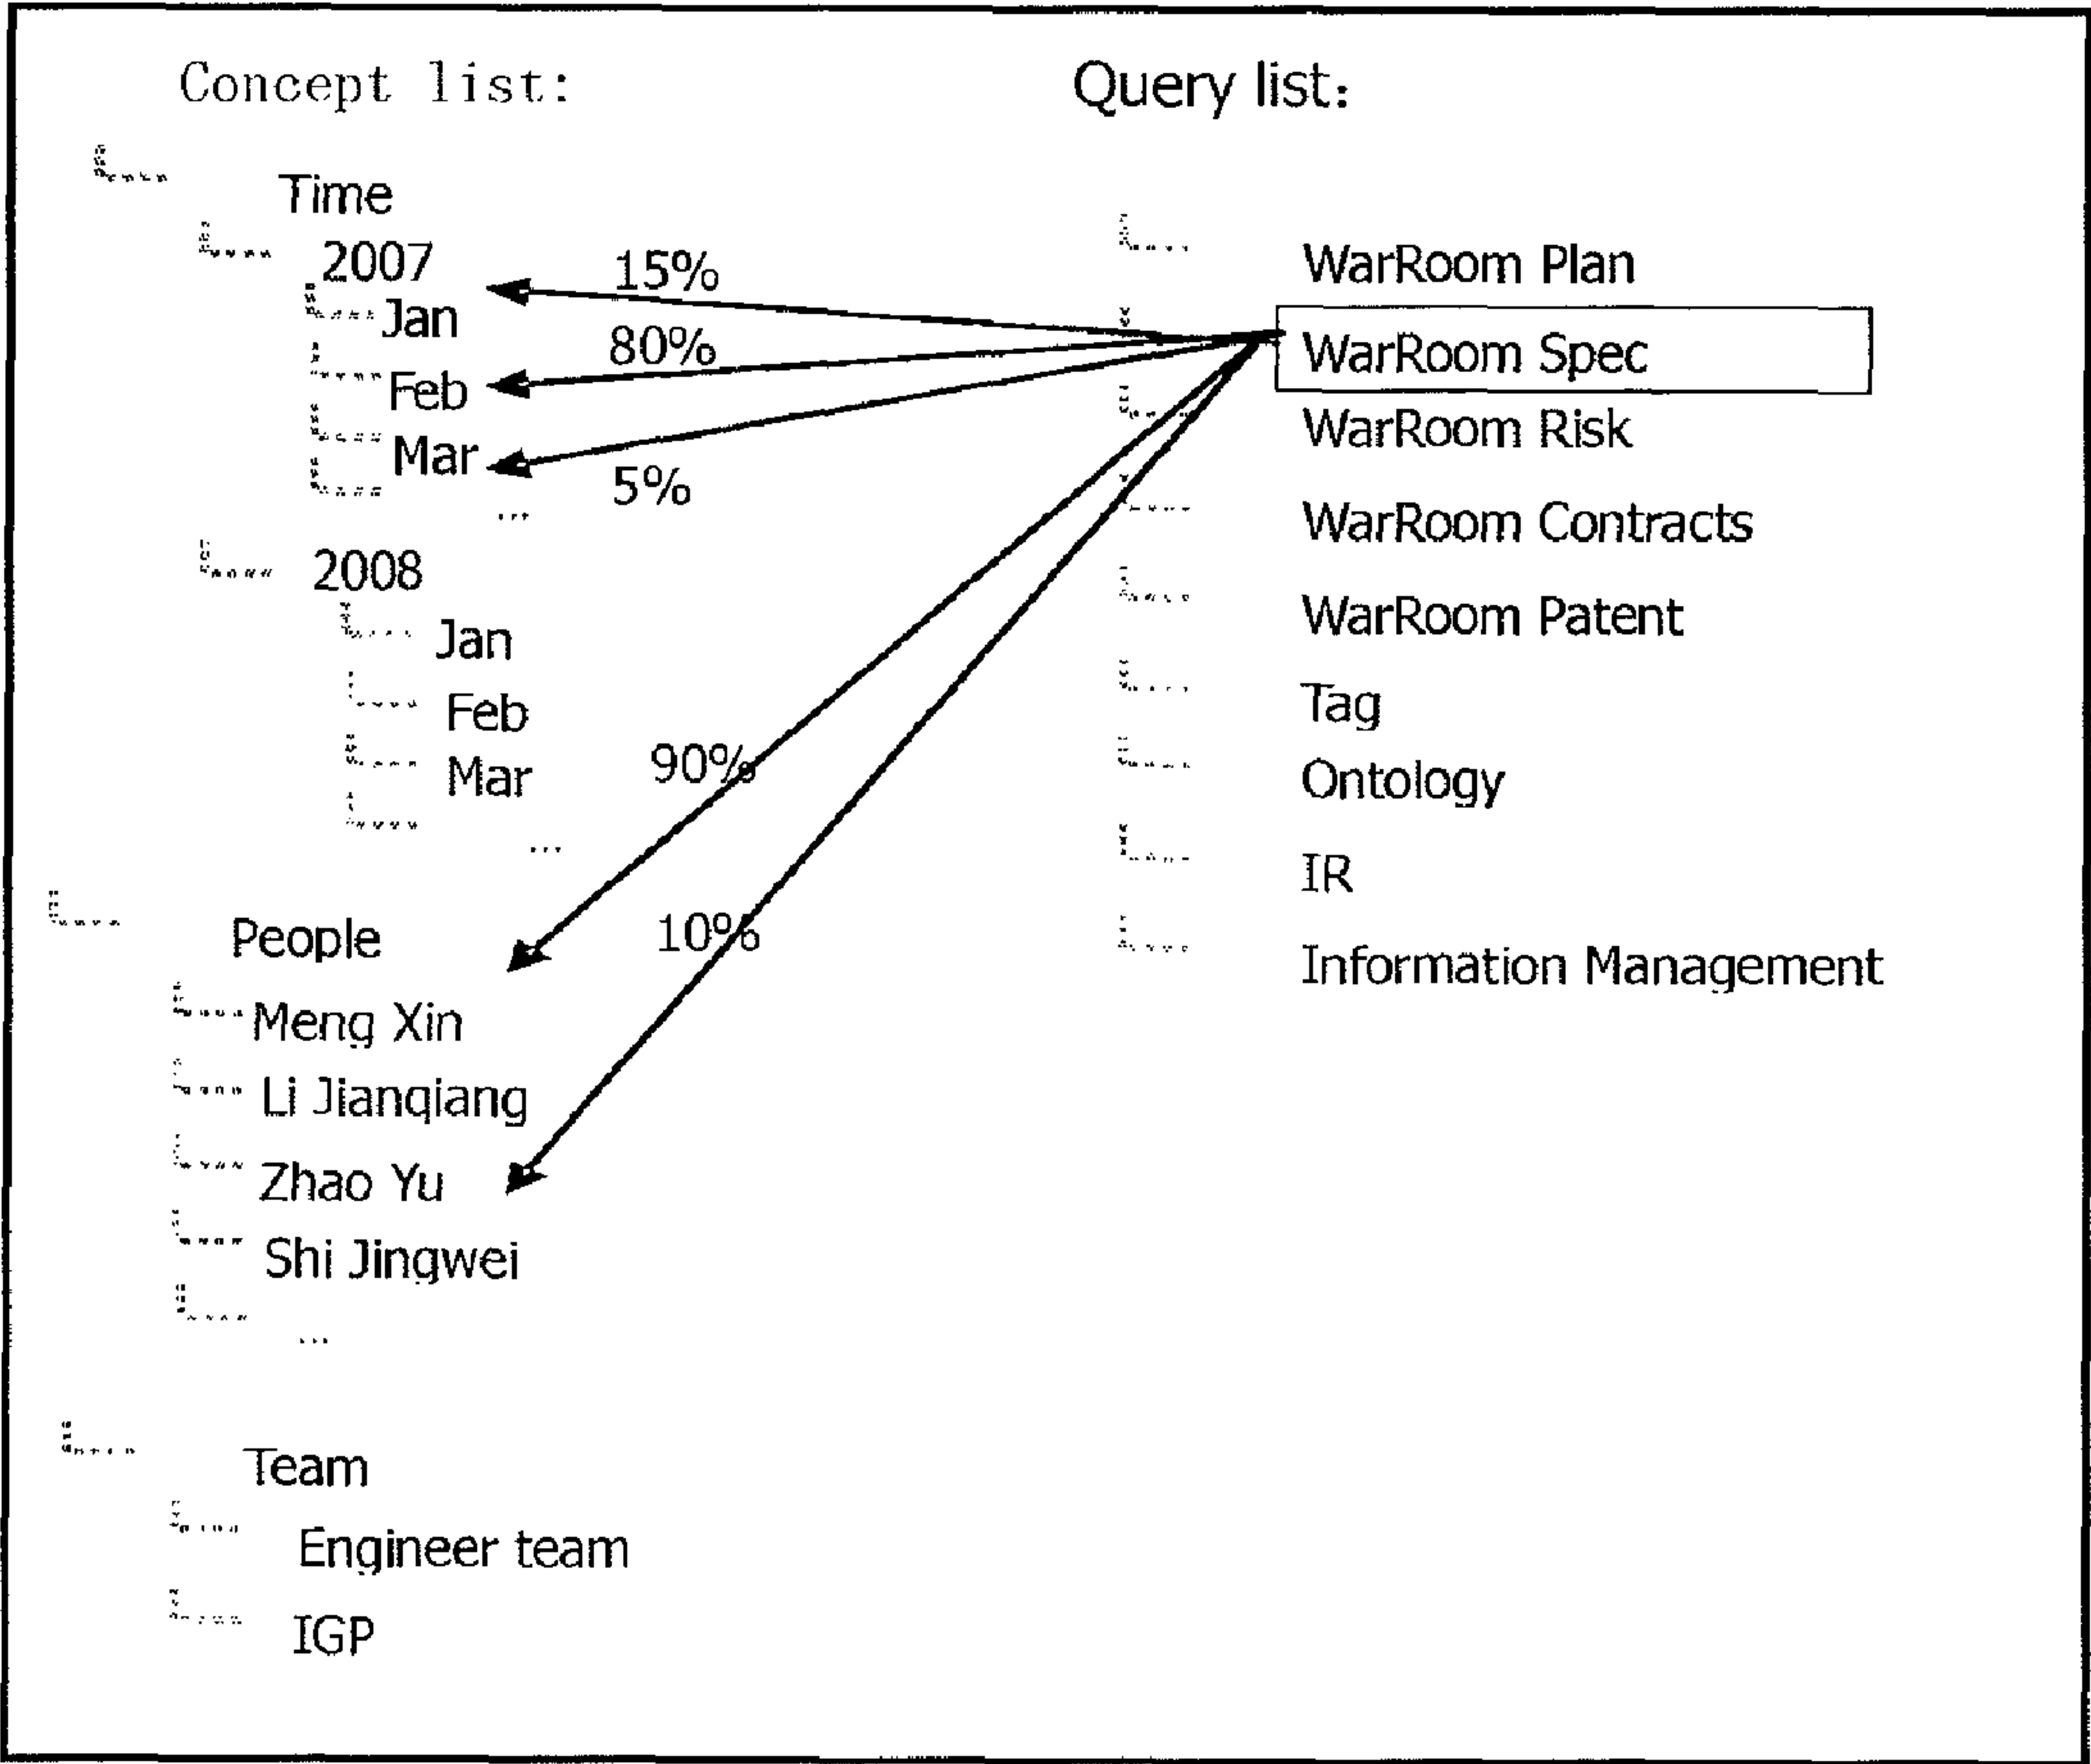 Concept list:
Time
2007
15%
Jan
80%
Feb
Mar
5%
...
2008
Jan
Feb
Mar
...
90%
People
10%
Meng Xin
Li Jianqiang
Zhao Yu
Shi Jingwei
...
Team
Engineer team
IGP
Query list:
WarRoom Plan
WarRoom Spec
WarRoom Risk
WarRoom Contracts
WarRoom Patent
Tag
Ontology
IR
Information Management